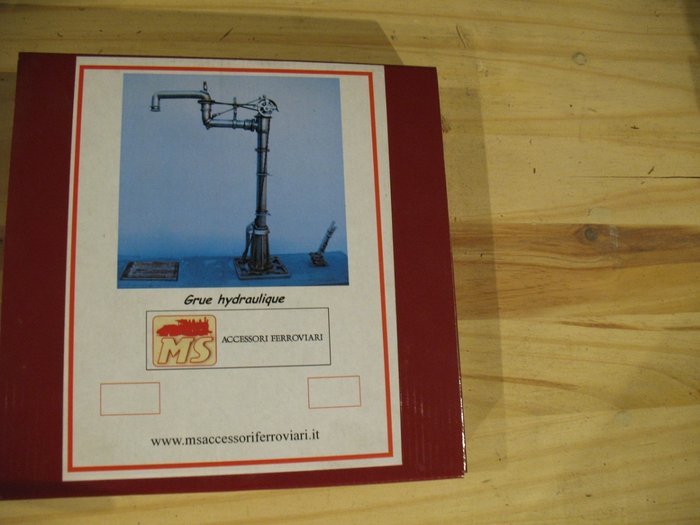 Grue hydraulique
MS
ACCESSORI FERROVIARI
www.msaccessoriferroviari.it